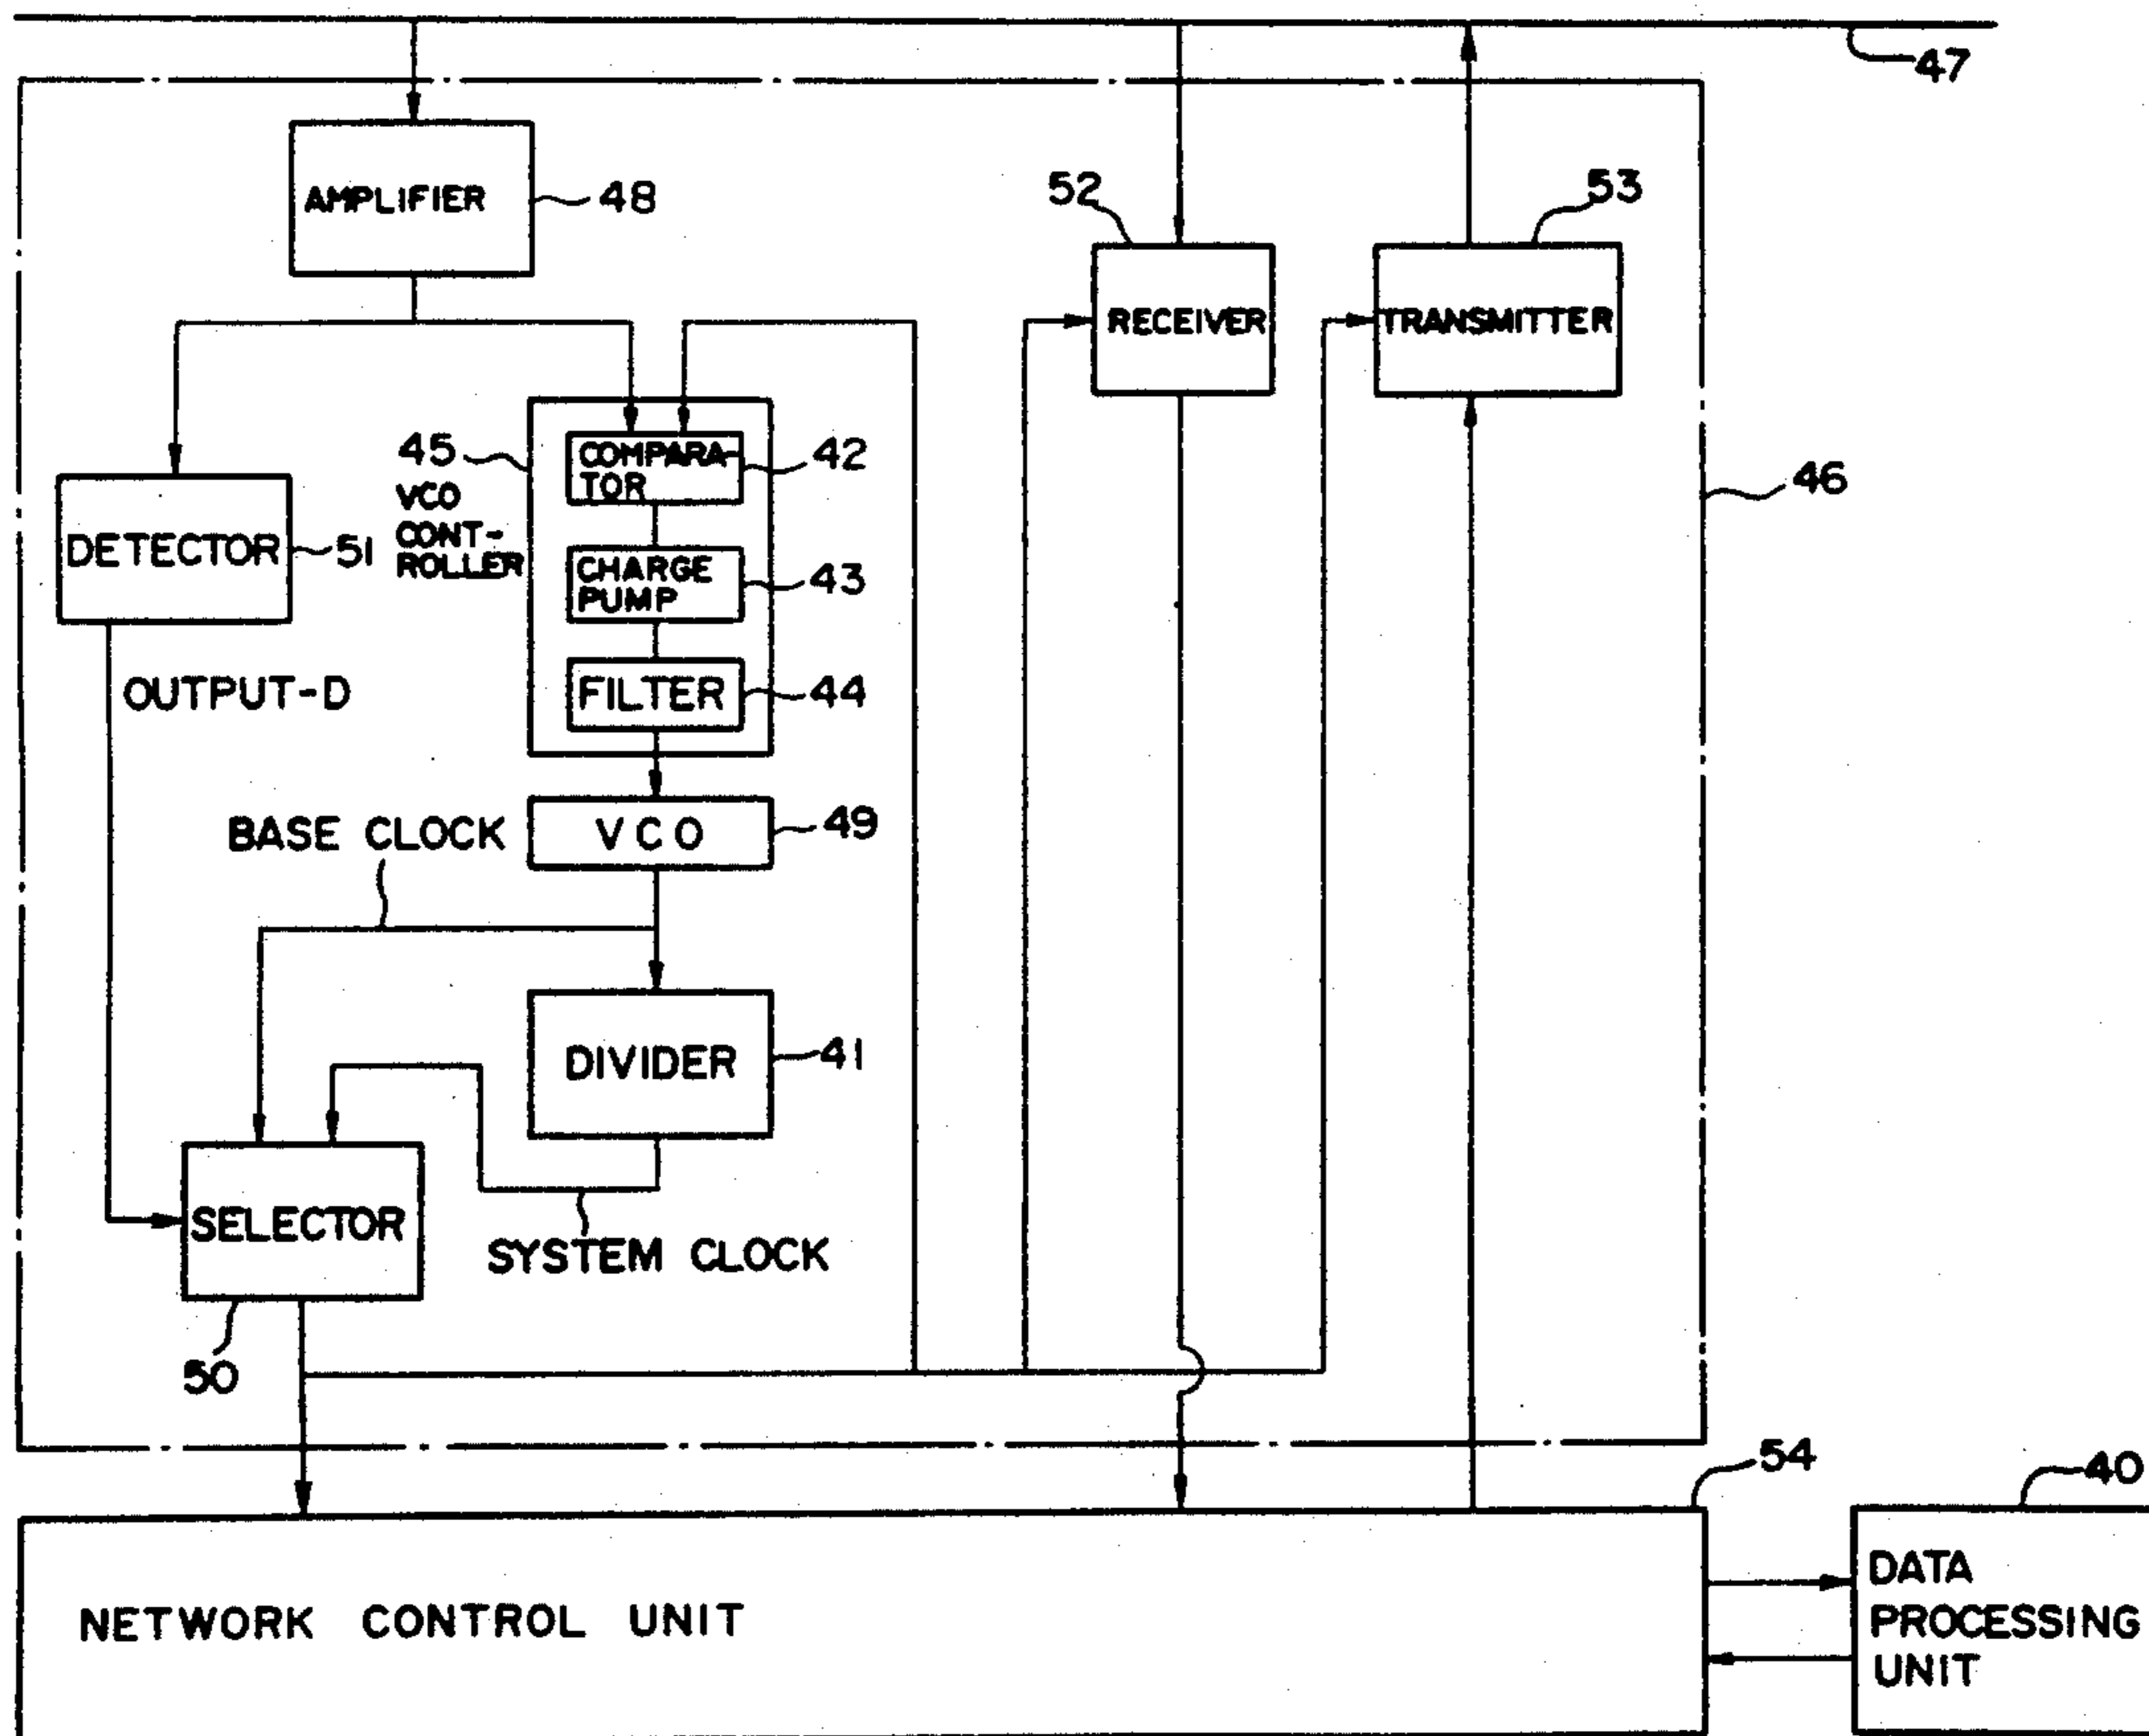 47
AMPLIFIER
48
52
53
RECEIVER
TRANSMITTER
45
VCO
CONT-
ROLLER
COMPARA-
TOR
42
46
DETECTOR
51
CHARGE
PUMP
43
OUTPUT-D
FILTER
44
BASE CLOCK
VCO
49
DIVIDER
41
SELECTOR
SYSTEM CLOCK
50
54
40
NETWORK CONTROL UNIT
DATA
PROCESSING
UNIT